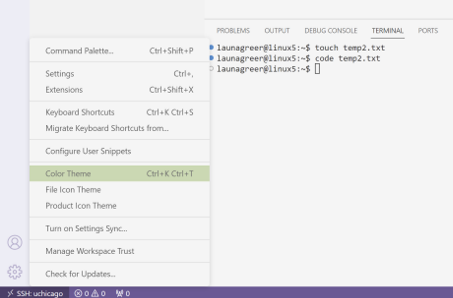 PROBLEMS OUTPUT DEBUG CONSOLE TERMINAL PORTS
launagreer@linux5:~$ touch temp2.txt
launagreer@linux5:~$ code temp2.txt
launagreer@linux5:~$
Command Palette... Ctrl+Shift+P
Settings Ctrl+,
Extensions Ctrl+Shift+X
Keyboard Shortcuts Ctrl+K Ctrl+S
Migrate Keyboard Shortcuts from...
Configure User Snippets
Color Theme Ctrl+K Ctrl+T
File Icon Theme
Product Icon Theme
Turn on Settings Sync...
Manage Workspace Trust
Check for Updates...
SSH: uchicago 0 0 0